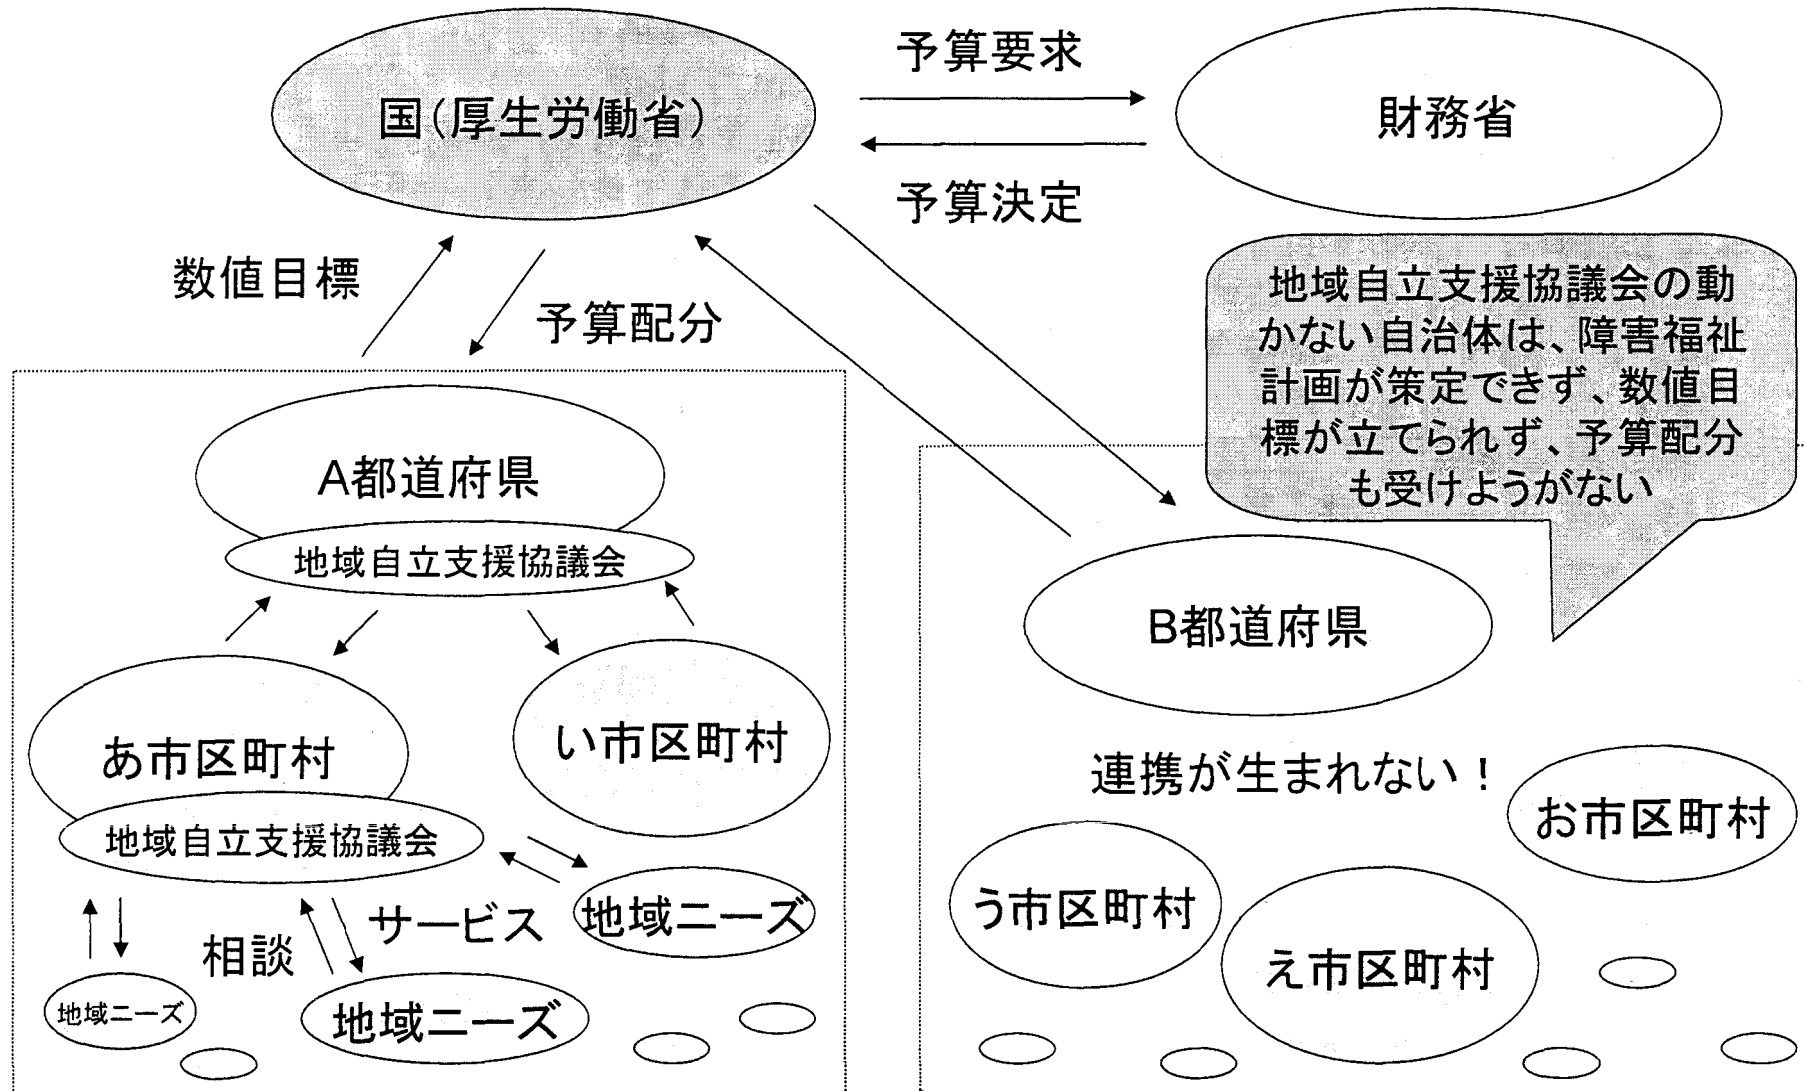 予算要求
国(厚生労働省)
財務省
予算決定
数値目標
予算配分
地域自立支援協議会の動
かない自治体は、障害福祉
計画が策定できず、数値目
標が立てられず、予算配分
も受けようがない
A都道府県
地域自立支援協議会
B都道府県
あ市区町村
い市区町村
連携が生まれない！
お市区町村
地域自立支援協議会
う市区町村
え市区町村
サービス
地域ニーズ
相談
地域ニーズ
地域ニーズ